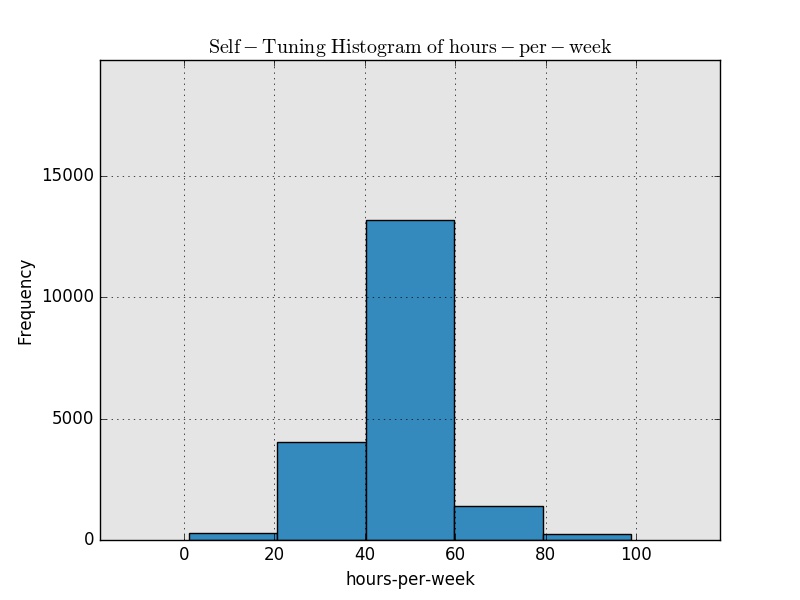 Self − Tuning Histogram of hours − per − week
15000
10000
5000
0
Frequency
0 20 40 60 80 100
hours-per-week